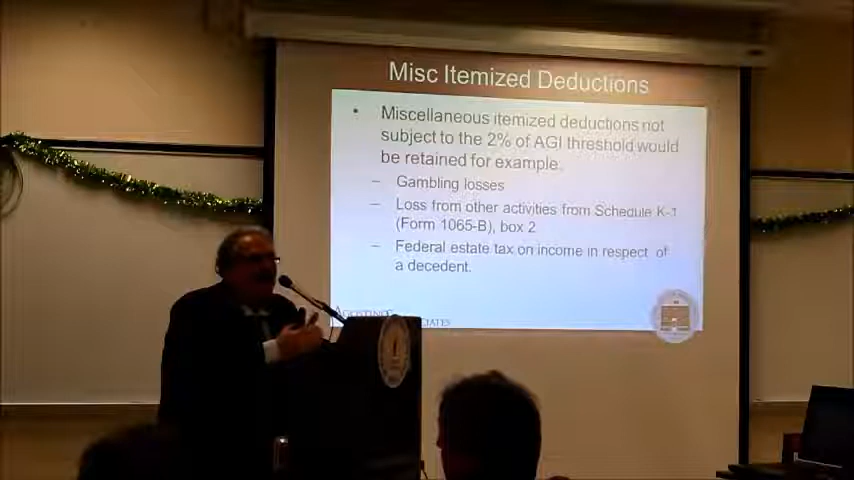 Misc Itemized Deductions
• Miscellaneous itemized deductions not
subject to the 2% of AGI threshold would
be retained for example.
– Gambling losses
– Loss from other activities from Schedule K-1
(Form 1065-B), box 2
– Federal estate tax on income in respect of
a decedent.